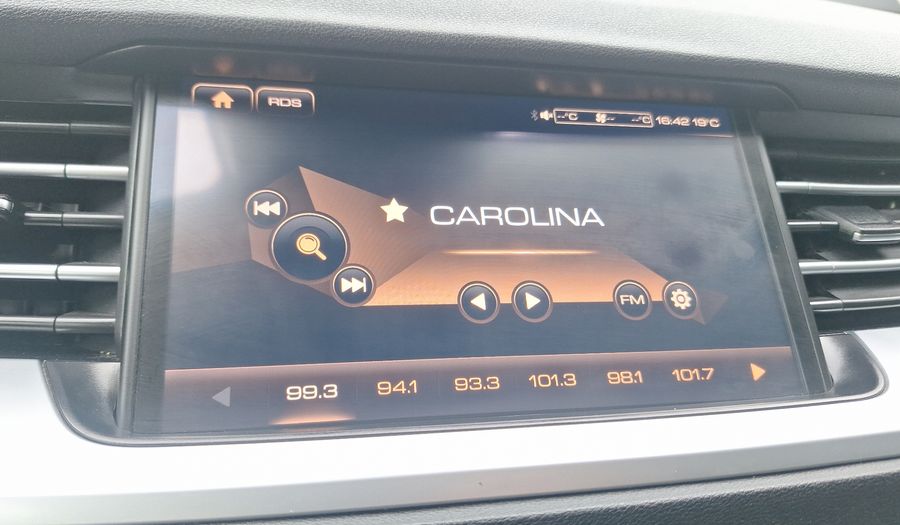 RDS
--°C -- --°C 16:42 19°C
CAROLINA
FM
99.3 94.1 93.3 101.3 98.1 101.7